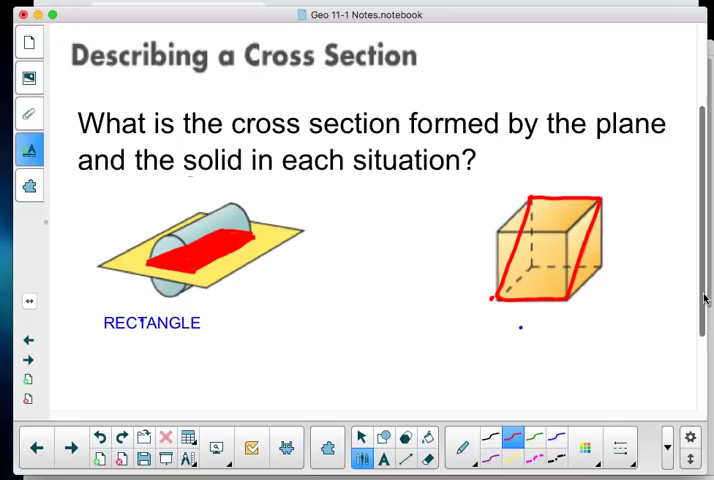 Geo 11-1 Notes.notebook
Describing a Cross Section
What is the cross section formed by the plane
and the solid in each situation?
RECTANGLE